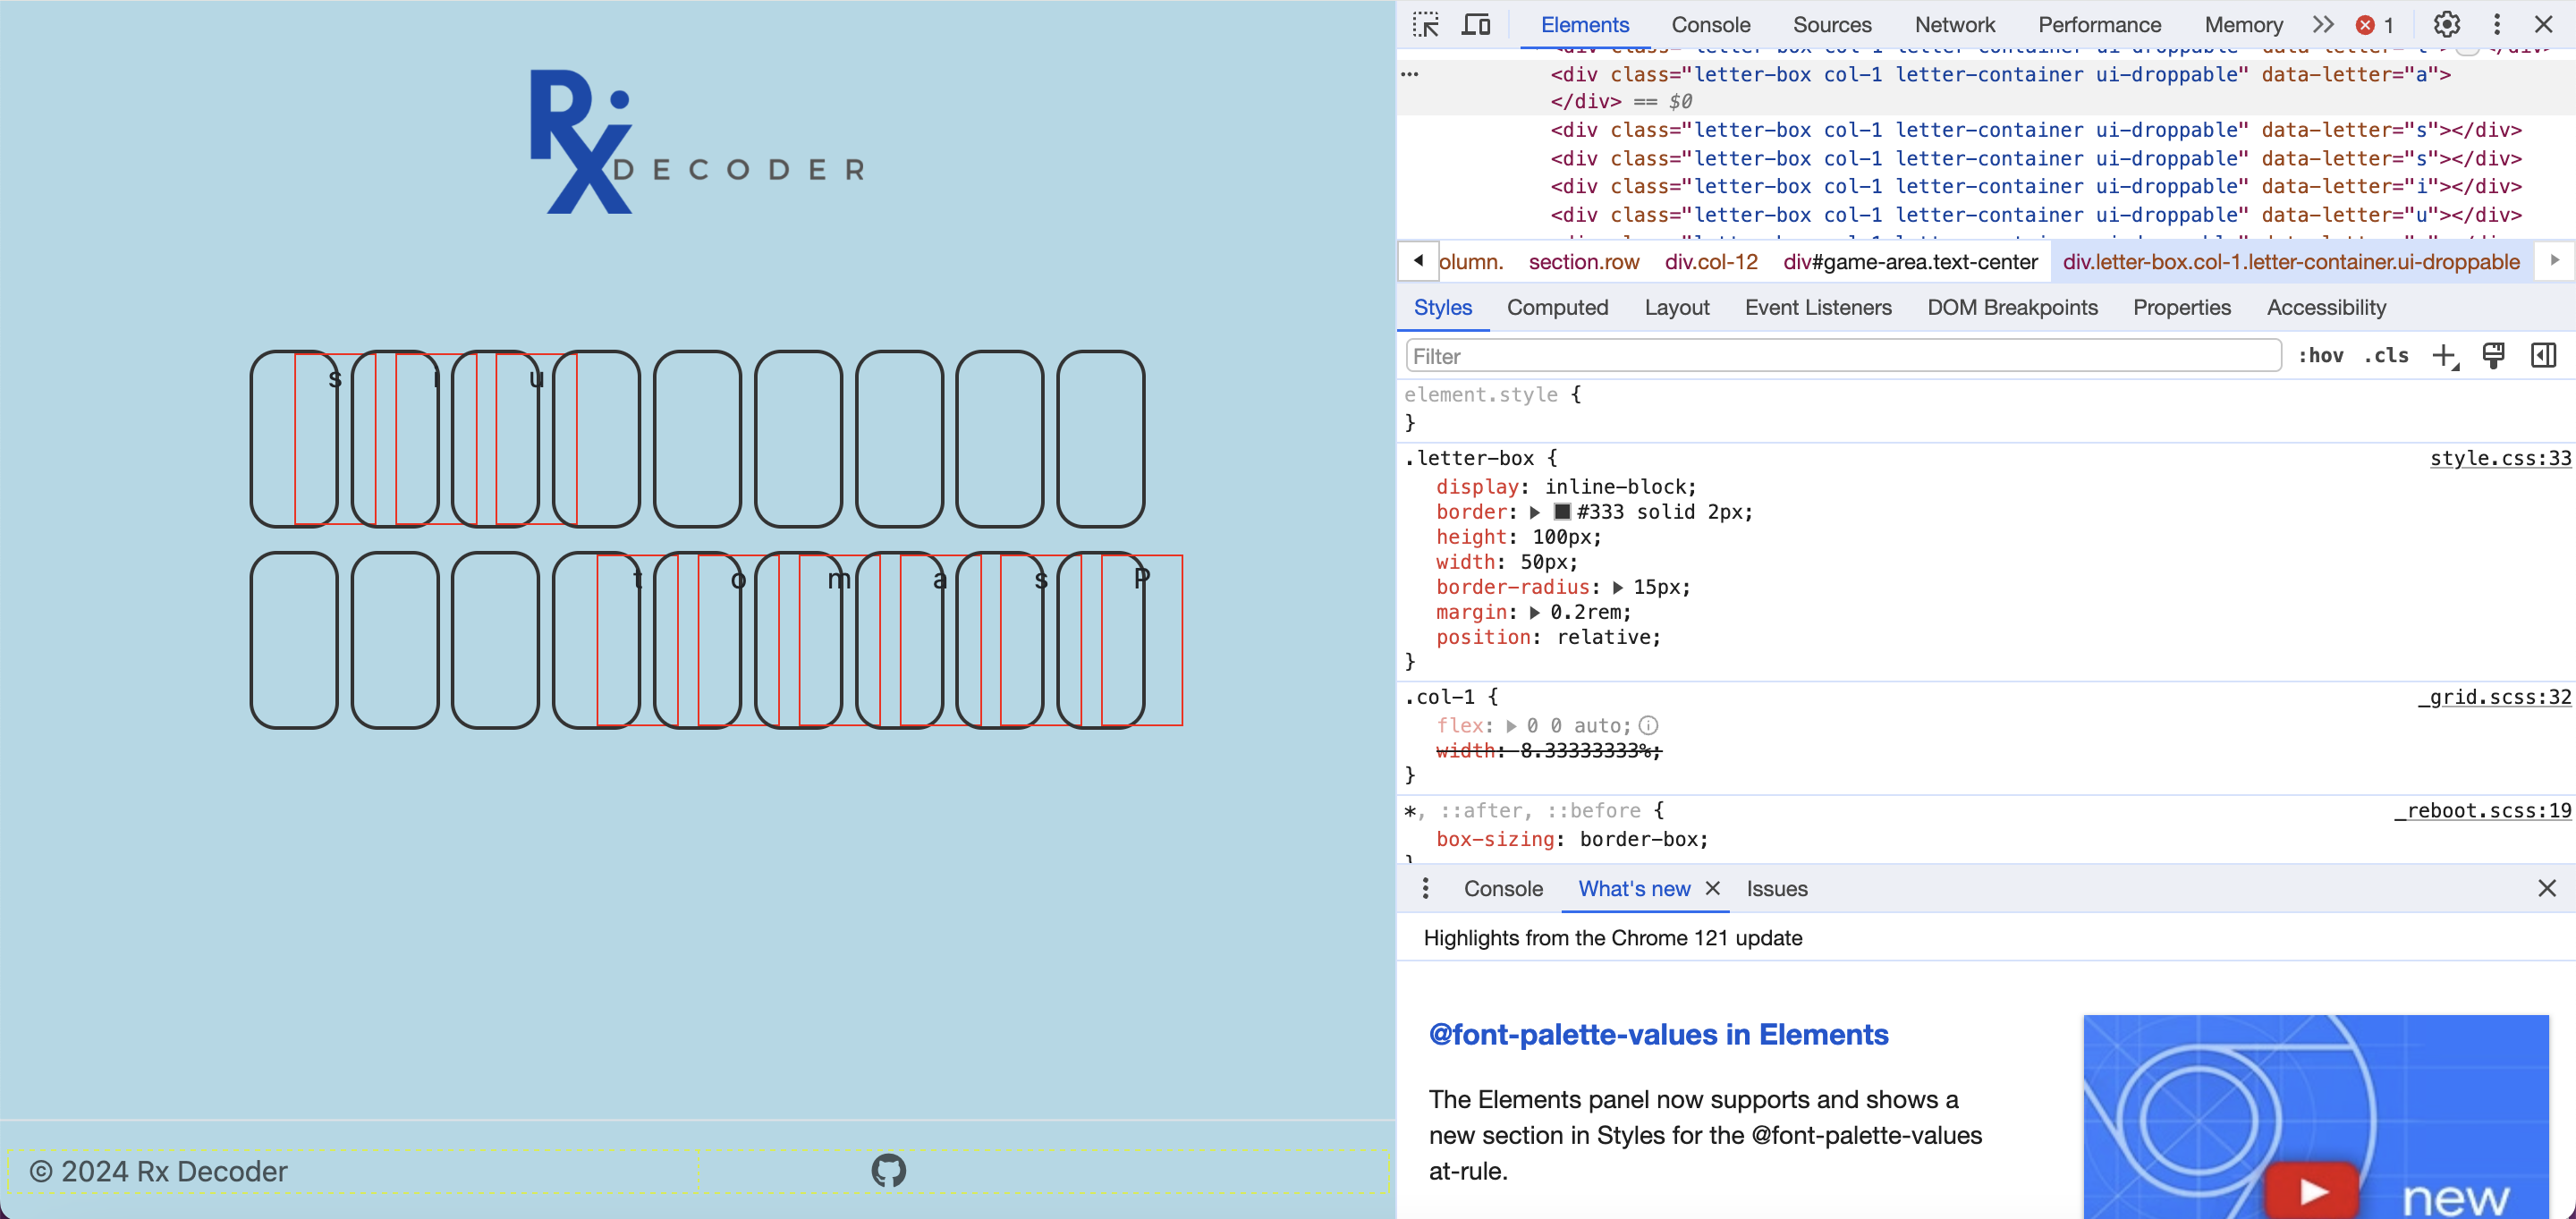 Rx DECODER
s i u
t o m a s P
© 2024 Rx Decoder
Elements Console Sources Network Performance Memory 1
<div class="letter-box col-1 letter-container ui-droppable" data-letter="a">
</div> == $0
<div class="letter-box col-1 letter-container ui-droppable" data-letter="s"></div>
<div class="letter-box col-1 letter-container ui-droppable" data-letter="s"></div>
<div class="letter-box col-1 letter-container ui-droppable" data-letter="i"></div>
<div class="letter-box col-1 letter-container ui-droppable" data-letter="u"></div>
olumn. section.row div.col-12 div#game-area.text-center div.letter-box.col-1.letter-container.ui-droppable
Styles Computed Layout Event Listeners DOM Breakpoints Properties Accessibility
Filter :hov .cls
element.style {
}
.letter-box { style.css:33
display: inline-block;
border: #333 solid 2px;
height: 100px;
width: 50px;
border-radius: 15px;
margin: 0.2rem;
position: relative;
}
.col-1 { _grid.scss:32
flex: 0 0 auto;
width: 8.33333333%;
}
*, ::after, ::before { _reboot.scss:19
box-sizing: border-box;
}
Console What's new Issues
Highlights from the Chrome 121 update
@font-palette-values in Elements
The Elements panel now supports and shows a
new section in Styles for the @font-palette-values
at-rule.
new